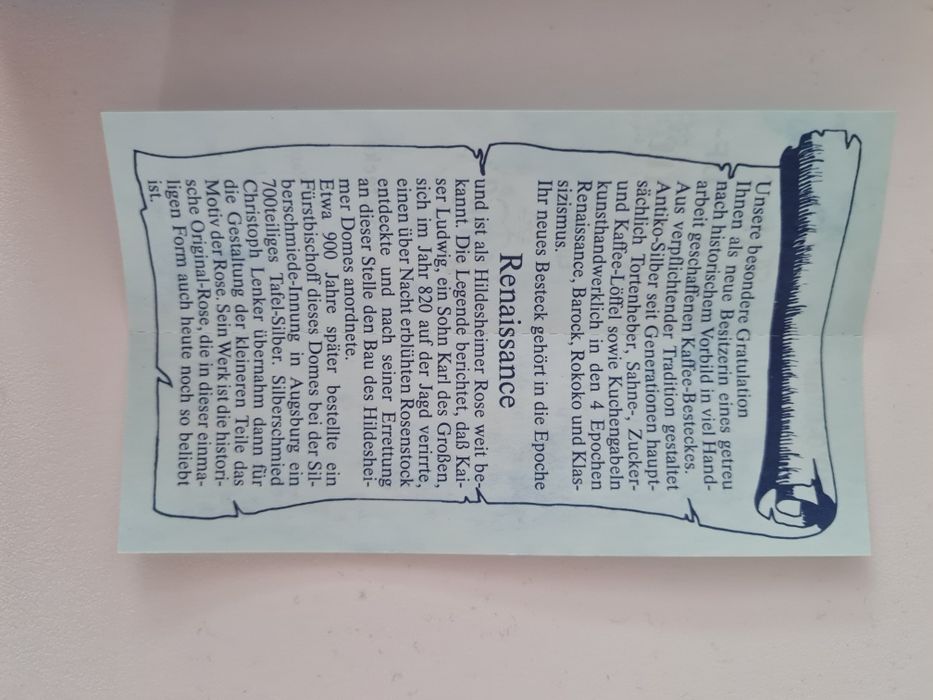 Unsere besondere Gratulation
Ihnen als neue Besitzerin eines getreu
nach historischem Vorbild in viel Hand-
arbeit geschaffenen Kaffee-Besteckes.
Aus verpflichtender Tradition gestaltet
Antiko-Silber seit Generationen haupt-
sächlich Tortenheber, Sahne-, Zucker-
und Kaffee-Löffel sowie Kuchengabeln
kunsthandwerklich in den 4 Epochen
Renaissance, Barock, Rokoko und Klas-
sizismus.
Ihr neues Besteck gehört in die Epoche
Renaissance
und ist als Hildesheimer Rose weit be-
kannt. Die Legende berichtet, daß Kai-
ser Ludwig, ein Sohn Karl des Großen,
sich im Jahr 820 auf der Jagd verirrte,
einen über Nacht erblühten Rosenstock
entdeckte und nach seiner Errettung
an dieser Stelle den Bau des Hildeshei-
mer Domes anordnete.
Etwa 900 Jahre später bestellte ein
Fürstbischoff dieses Domes bei der Sil-
berschmiede-Innung in Augsburg ein
700teiliges Tafel-Silber. Silberschmied
Christoph Lenker übernahm dann für
die Gestaltung der kleineren Teile das
Motiv der Rose. Sein Werk ist die histori-
sche Original-Rose, die in dieser einma-
ligen Form auch heute noch so beliebt
ist.